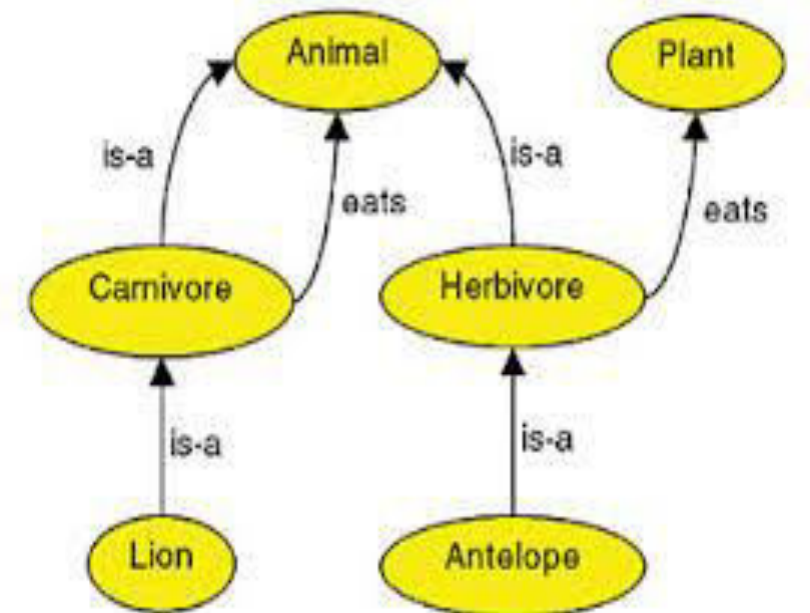 Animal
Plant
is-a
is-a
eats
eats
Carnivore
Herbivore
is-a
is-a
Lion
Antelope